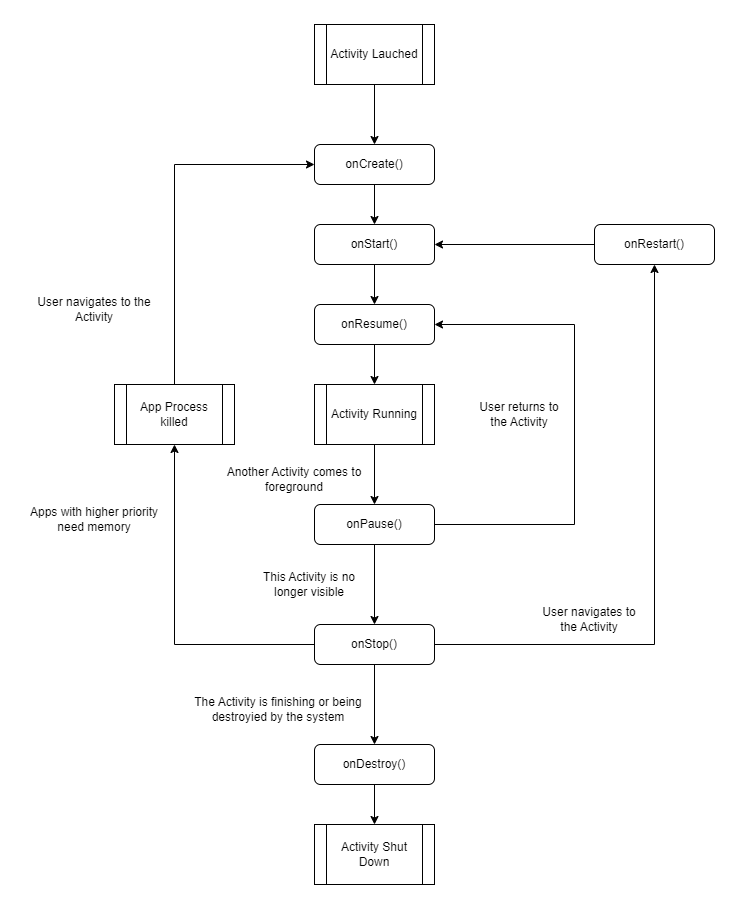 Activity Lauched
onCreate()
onStart()
onRestart()
User navigates to the
Activity
onResume()
App Process
killed
Activity Running
User returns to
the Activity
Another Activity comes to
foreground
Apps with higher priority
need memory
onPause()
This Activity is no
longer visible
User navigates to
the Activity
onStop()
The Activity is finishing or being
destroyied by the system
onDestroy()
Activity Shut
Down